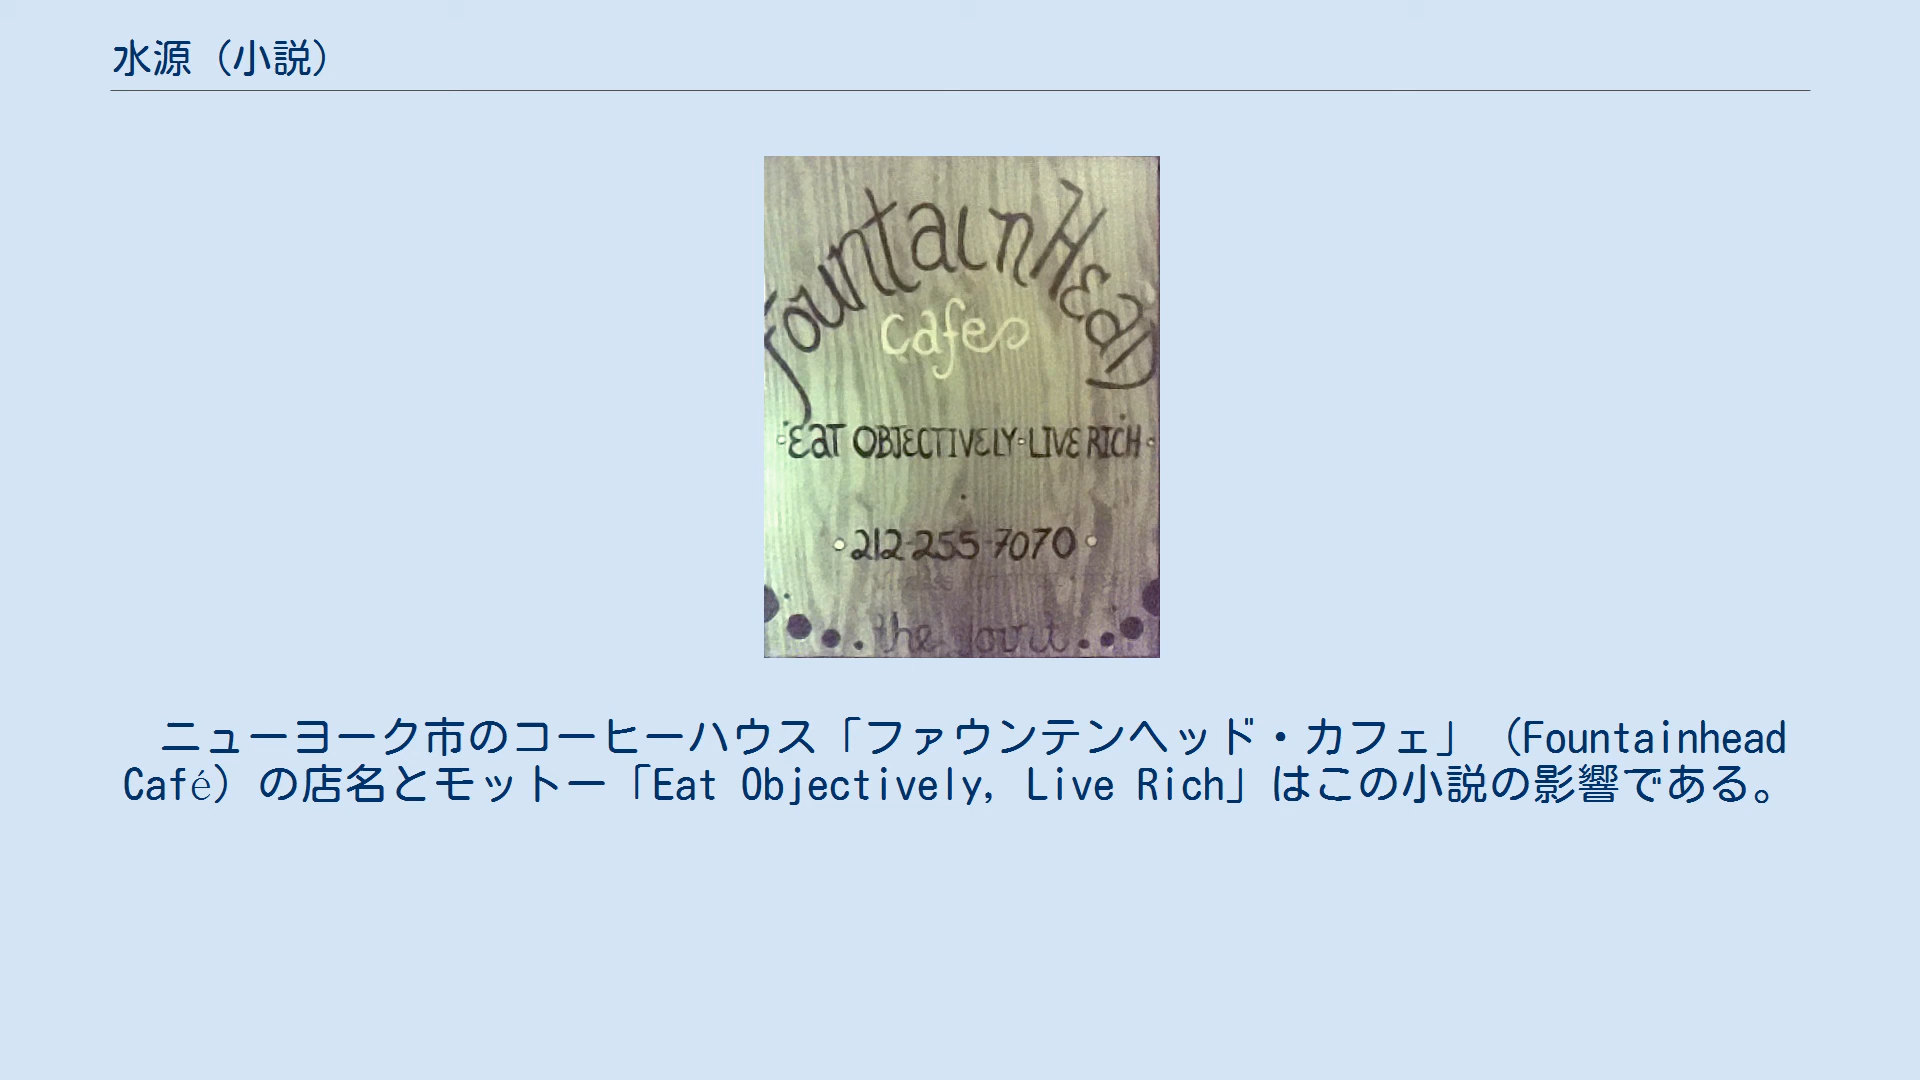 水源（小説）
fountainHeaD
cafe
Eat OBJECTIVELY·LIVE RICH
212-255-7070
ニューヨーク市のコーヒーハウス「ファウンテンヘッド・カフェ」（Fountainhead
Café）の店名とモットー「Eat Objectively, Live Rich」はこの小説の影響である。